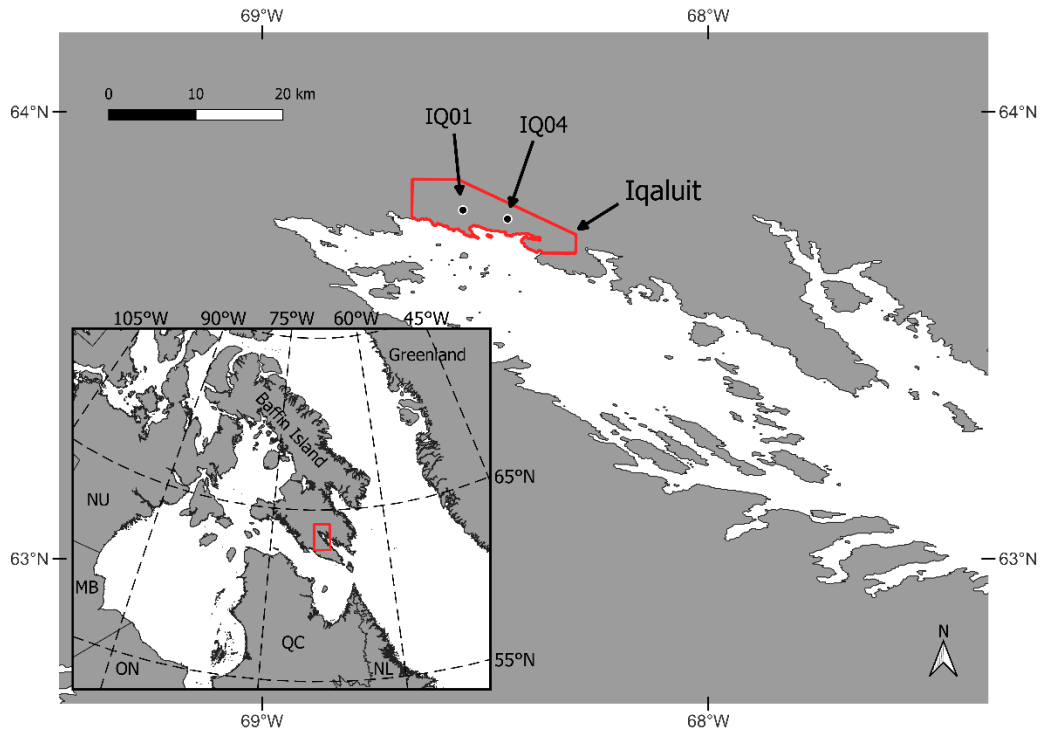 69°W 68°W
0 10 20 km
64°N 64°N
IQ01
IQ04
Iqaluit
105°W 90°W 75°W 60°W 45°W
Greenland
Baffin Island
65°N
NU
63°N 63°N
MB
QC
N
ON
NL
55°N
69°W 68°W